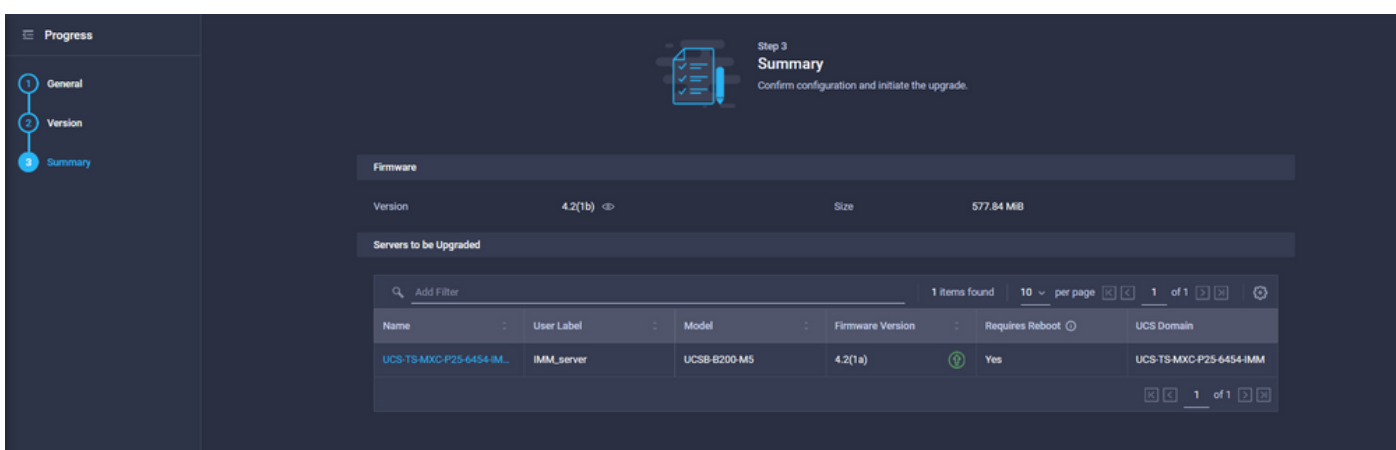 Progress
1 General
2 Version
3 Summary
Step 3
Summary
Confirm configuration and initiate the upgrade.
Firmware
Version 4.2(1b) Size 577.84 MiB
Servers to be Upgraded
Add Filter 1 items found 10 per page 1 of 1
Name User Label Model Firmware Version Requires Reboot UCS Domain
UCS-TS-MXC-P25-6454-IM... IMM_server UCSB-B200-M5 4.2(1a) Yes UCS-TS-MXC-P25-6454-IMM
1 of 1